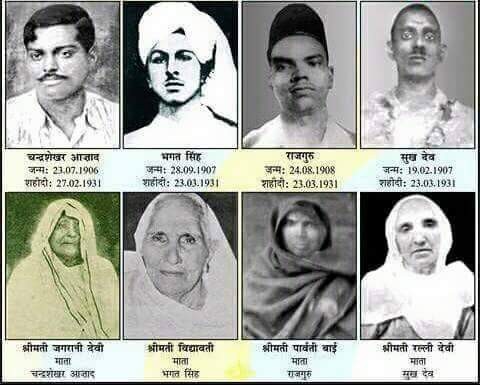 चन्द्रशेखर आज़ाद
जन्म: 23.07.1906
शहीदी: 27.02.1931
भगत सिंह
जन्म: 28.09.1907
शहीदी: 23.03.1931
राजगुरु
जन्म: 24.08.1908
शहीदी: 23.03.1931
सुख देव
जन्म: 19.02.1907
शहीदी: 23.03.1931
श्रीमती जगरानी देवी
माता
चन्द्रशेखर आज़ाद
श्रीमती विद्यावती
माता
भगत सिंह
श्रीमती पार्वती बाई
माता
राजगुरु
श्रीमती रल्ली देवी
माता
सुख देव